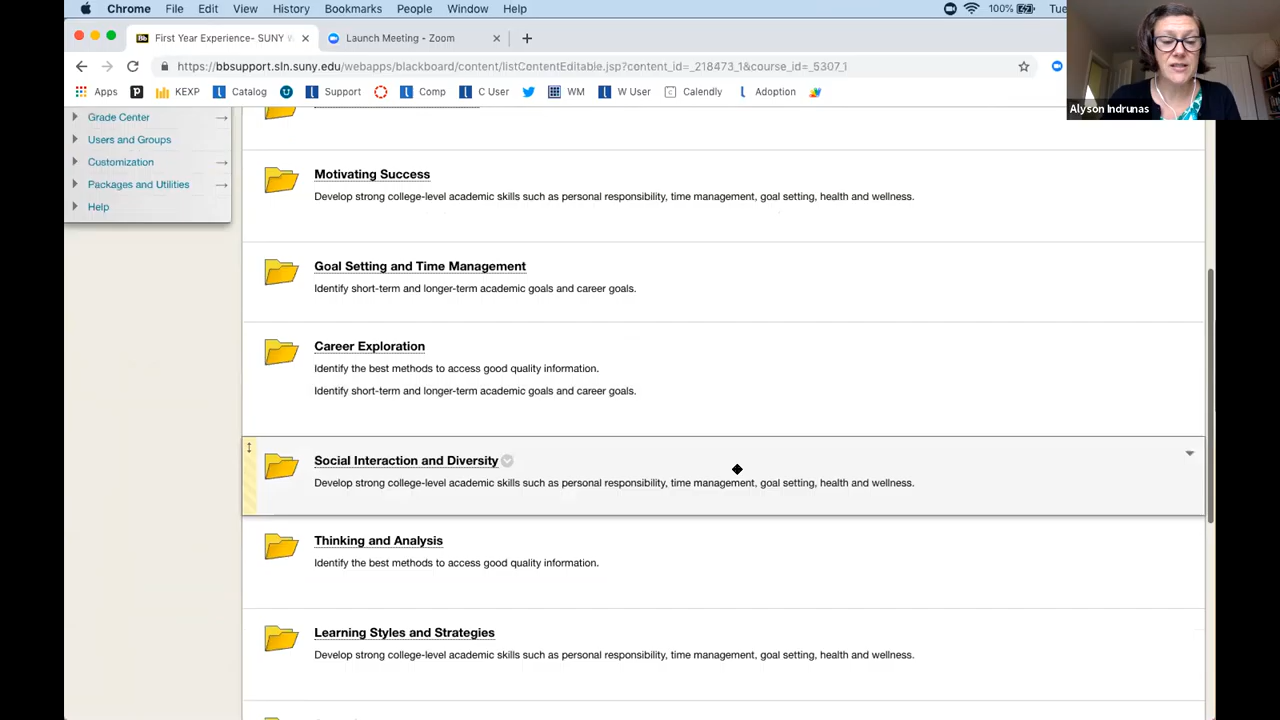 Chrome File Edit View History Bookmarks People Window Help 100% Tue
First Year Experience- SUNY Launch Meeting - Zoom
https://bbsupport.sln.suny.edu/webapps/blackboard/content/listContentEditable.jsp?content_id=_218473_1&course_id=_5307_1
Apps KEXP Catalog Support Comp C User WM W User Calendly Adoption
Alyson Indrunas
Grade Center
Users and Groups
Customization
Packages and Utilities
Help
Motivating Success
Develop strong college-level academic skills such as personal responsibility, time management, goal setting, health and wellness.
Goal Setting and Time Management
Identify short-term and longer-term academic goals and career goals.
Career Exploration
Identify the best methods to access good quality information.
Identify short-term and longer-term academic goals and career goals.
Social Interaction and Diversity
Develop strong college-level academic skills such as personal responsibility, time management, goal setting, health and wellness.
Thinking and Analysis
Identify the best methods to access good quality information.
Learning Styles and Strategies
Develop strong college-level academic skills such as personal responsibility, time management, goal setting, health and wellness.